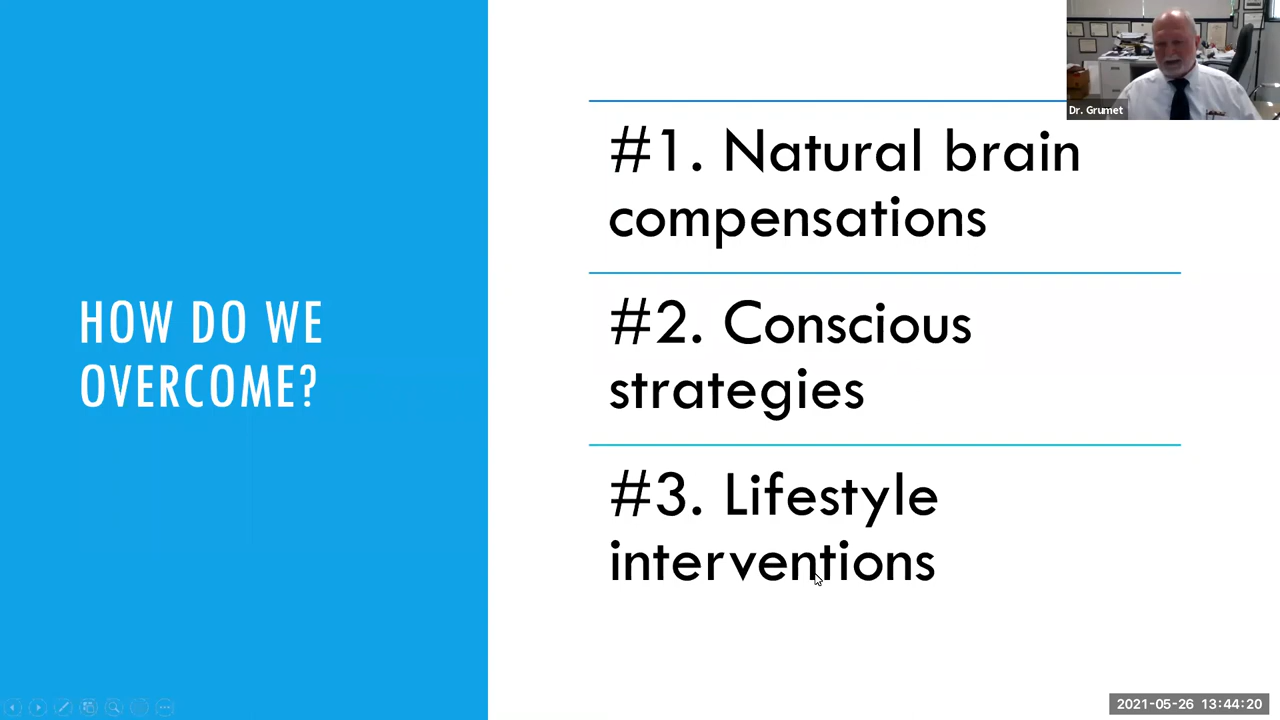 Dr. Grumet
HOW DO WE
OVERCOME?
#1. Natural brain
compensations
#2. Conscious
strategies
#3. Lifestyle
interventions
2021-05-26 13:44:20